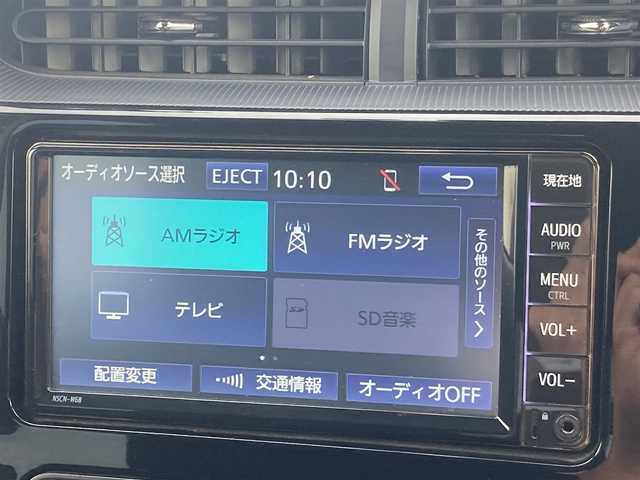 オーディオソース選択 EJECT 10:10
現在地
AMラジオ FMラジオ
その他のソース
AUDIO
PWR
テレビ SD音楽
MENU
CTRL
VOL+
配置変更 交通情報 オーディオOFF
VOL-
NSCN-W68